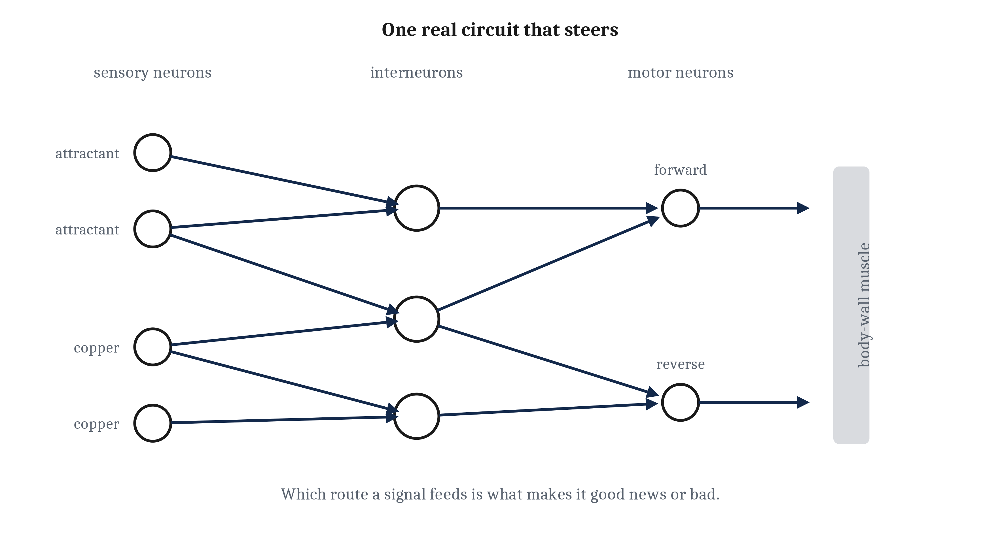 One real circuit that steers
sensory neurons
interneurons
motor neurons
attractant
forward
attractant
body-wall muscle
copper
reverse
copper
Which route a signal feeds is what makes it good news or bad.